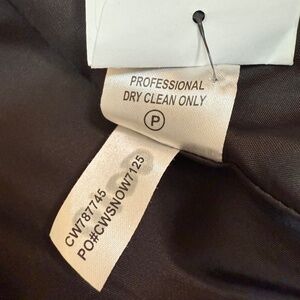 PROFESSIONAL
DRY CLEAN ONLY
P
CW787745
PO#CWSNOW7125